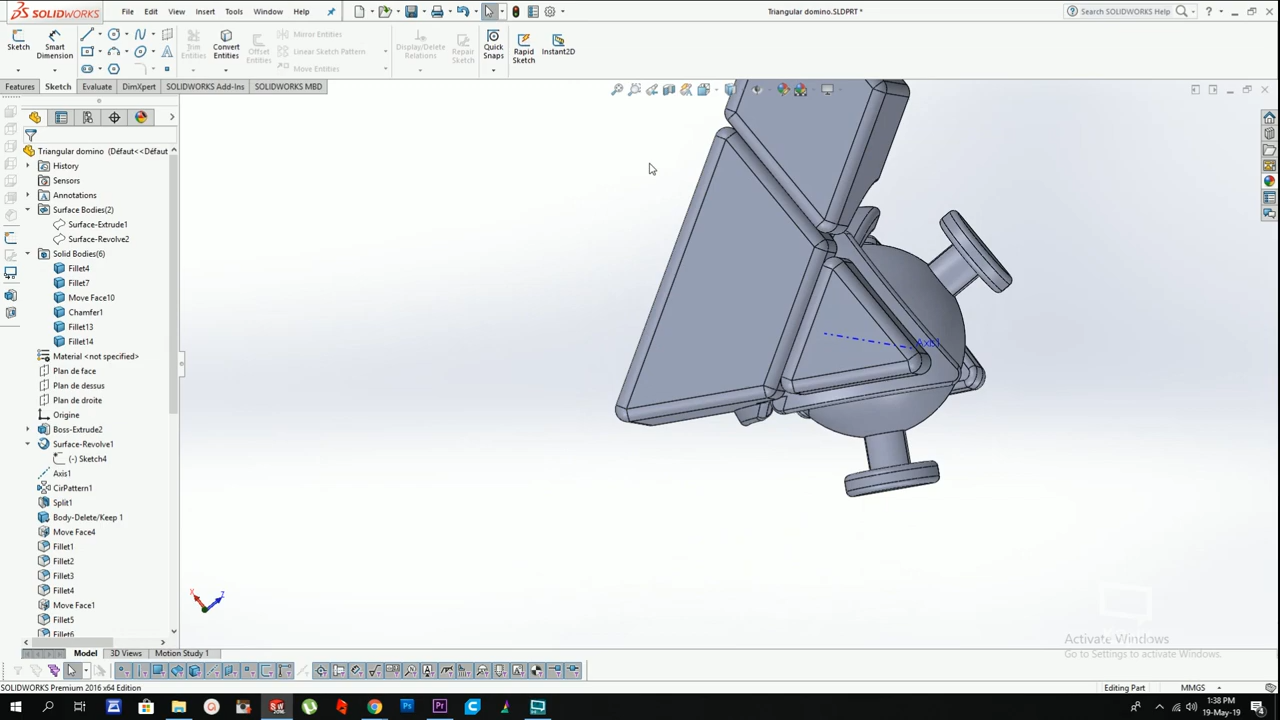 SOLIDWORKS
File
Edit
View
Insert
Tools
Window
Help
Triangular domino.SLDPRT *
Search SOLIDWORKS Help
Sketch
Smart Dimension
Trim Entities
Convert Entities
Offset Entities
Mirror Entities
Linear Sketch Pattern
Move Entities
Display/Delete Relations
Repair Sketch
Quick Snaps
Rapid Sketch
Instant2D
Features
Sketch
Evaluate
DimXpert
SOLIDWORKS Add-Ins
SOLIDWORKS MBD
Triangular domino (Défaut<<Défaut
History
Sensors
Annotations
Surface Bodies(2)
Surface-Extrude1
Surface-Revolve2
Solid Bodies(6)
Fillet4
Fillet7
Move Face10
Chamfer1
Fillet13
Fillet14
Material <not specified>
Plan de face
Plan de dessus
Plan de droite
Origine
Boss-Extrude2
Surface-Revolve1
(-) Sketch4
Axis1
CirPattern1
Split1
Body-Delete/Keep 1
Move Face4
Fillet1
Fillet2
Fillet3
Fillet4
Move Face1
Fillet5
Fillet6
Axis1
X
Z
Activate Windows
Go to Settings to activate Windows.
Model
3D Views
Motion Study 1
SOLIDWORKS Premium 2016 x64 Edition
Editing Part
MMGS
1:38 PM
19-May-19